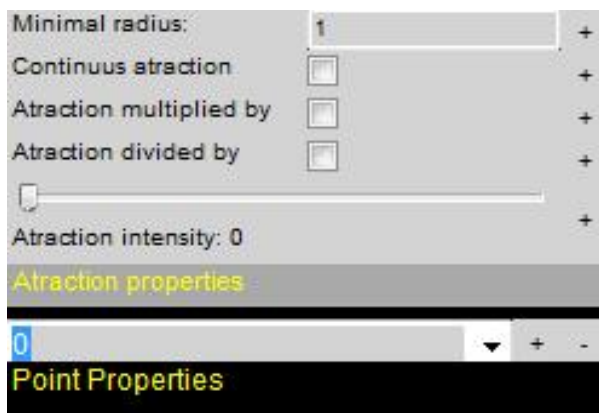 Minimal radius: 1 +
Continuus atraction +
Atraction multiplied by +
Atraction divided by +
+
Atraction intensity: 0
Atraction properties
0 + -
Point Properties